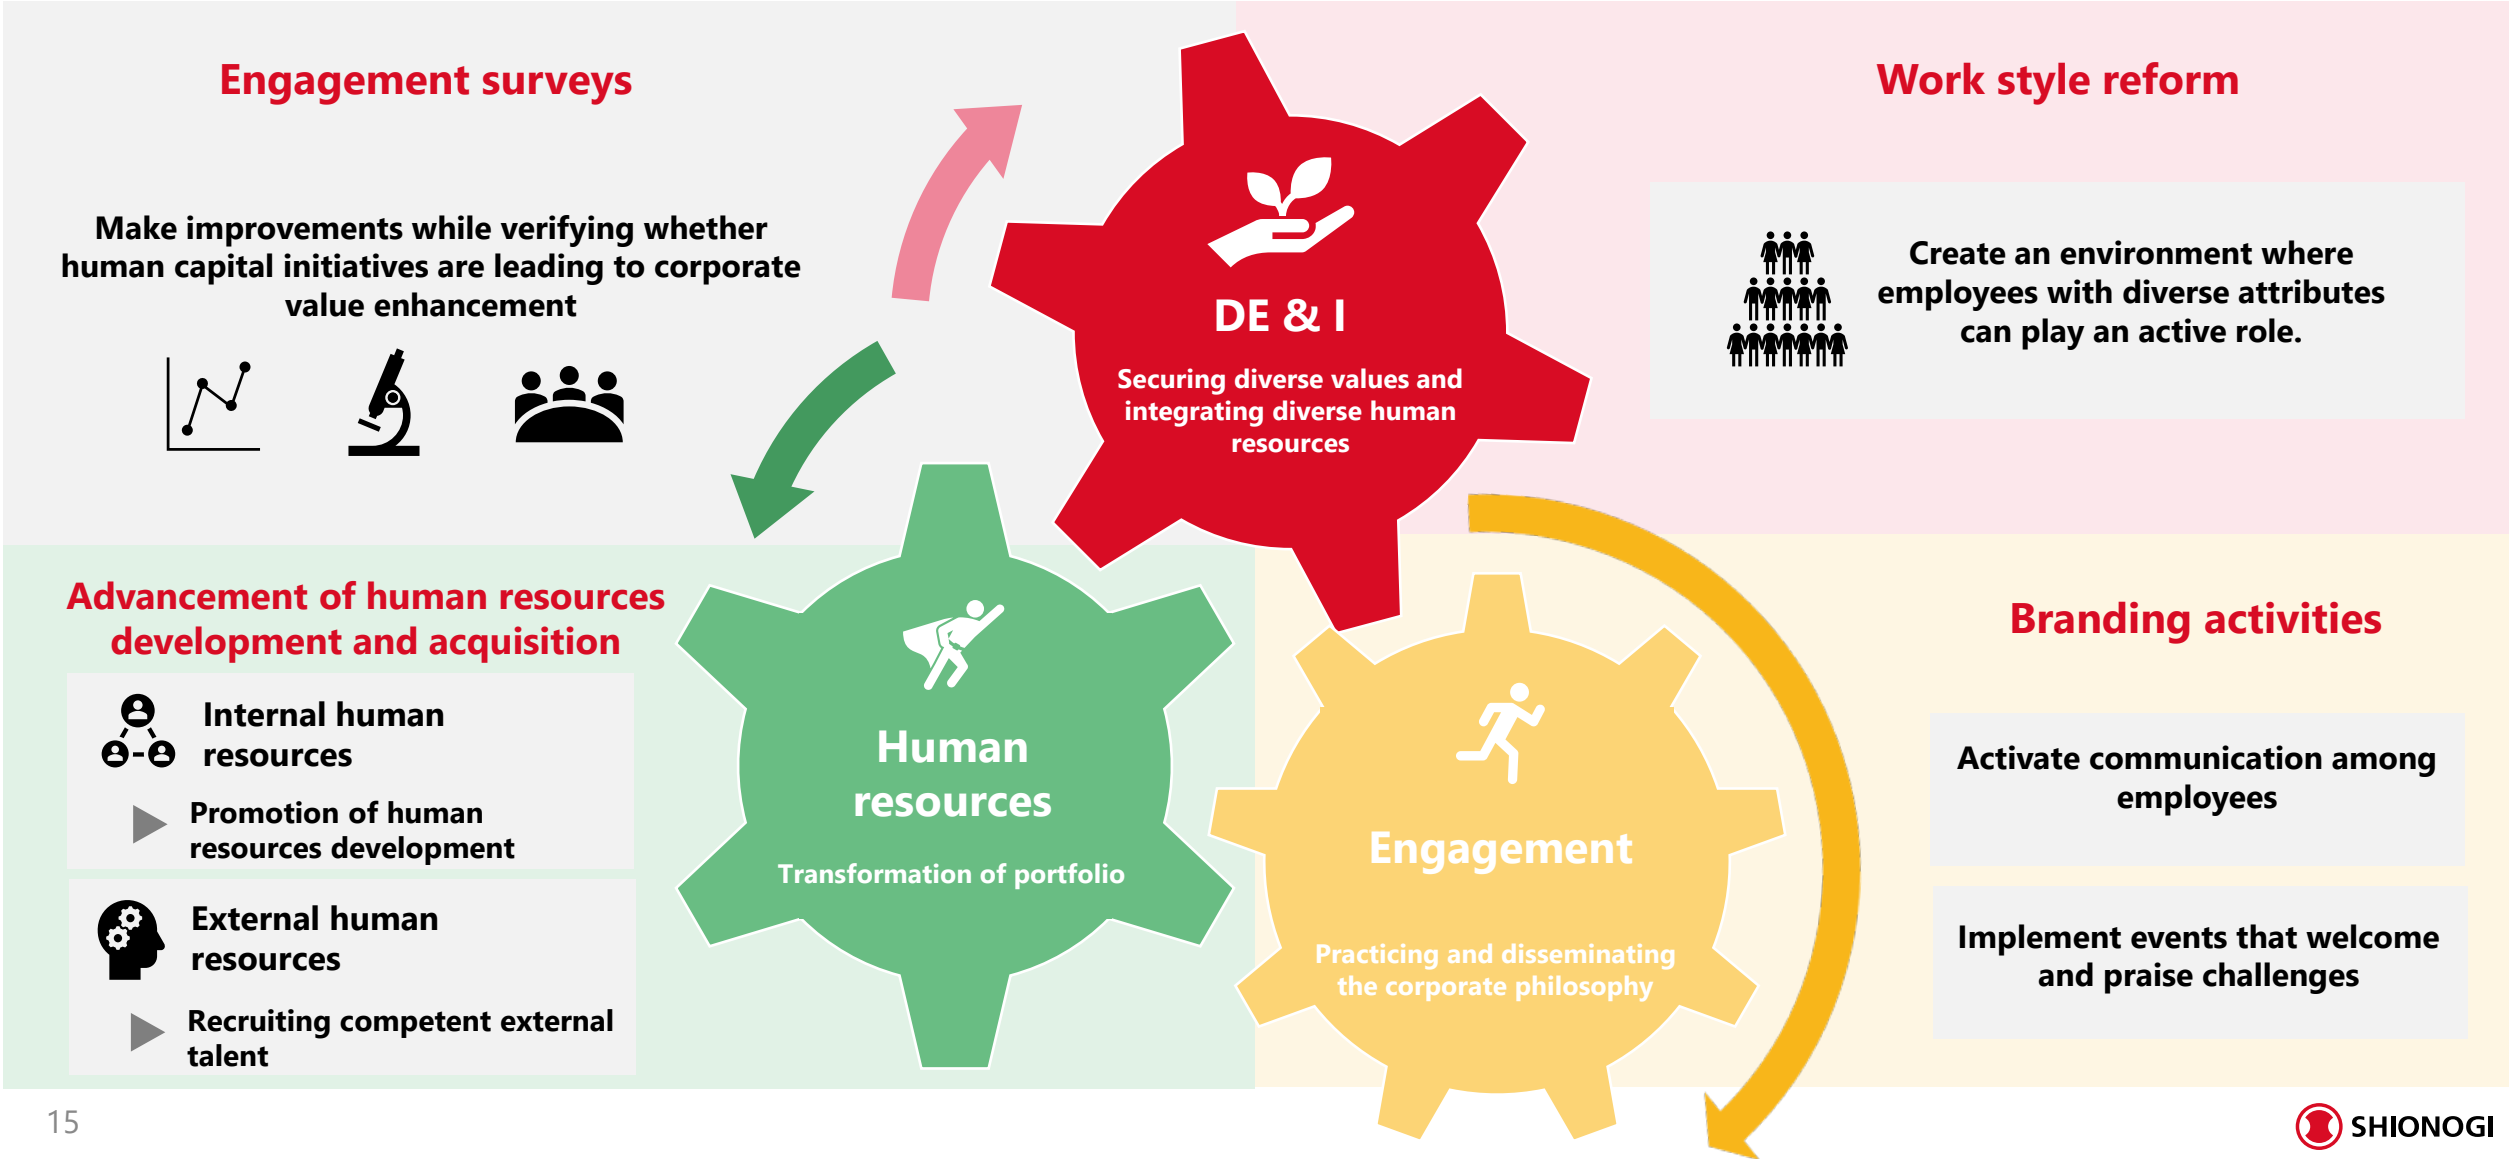 Engagement surveys
Make improvements while verifying whether
human capital initiatives are leading to corporate
value enhancement
DE & I
Securing diverse values and
integrating diverse human
resources
Work style reform
Create an environment where
employees with diverse attributes
can play an active role.
Advancement of human resources
development and acquisition
Internal human
resources
Promotion of human
resources development
External human
resources
Recruiting competent external
talent
Human
resources
Transformation of portfolio
Engagement
Practicing and disseminating
the corporate philosophy
Branding activities
Activate communication among
employees
Implement events that welcome
and praise challenges
15
SHIONOGI